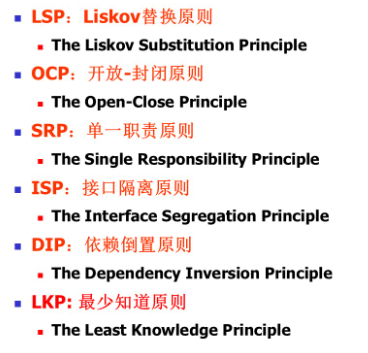 LSP：Liskov替换原则
The Liskov Substitution Principle
OCP：开放-封闭原则
The Open-Close Principle
SRP：单一职责原则
The Single Responsibility Principle
ISP：接口隔离原则
The Interface Segregation Principle
DIP：依赖倒置原则
The Dependency Inversion Principle
LKP: 最少知道原则
The Least Knowledge Principle